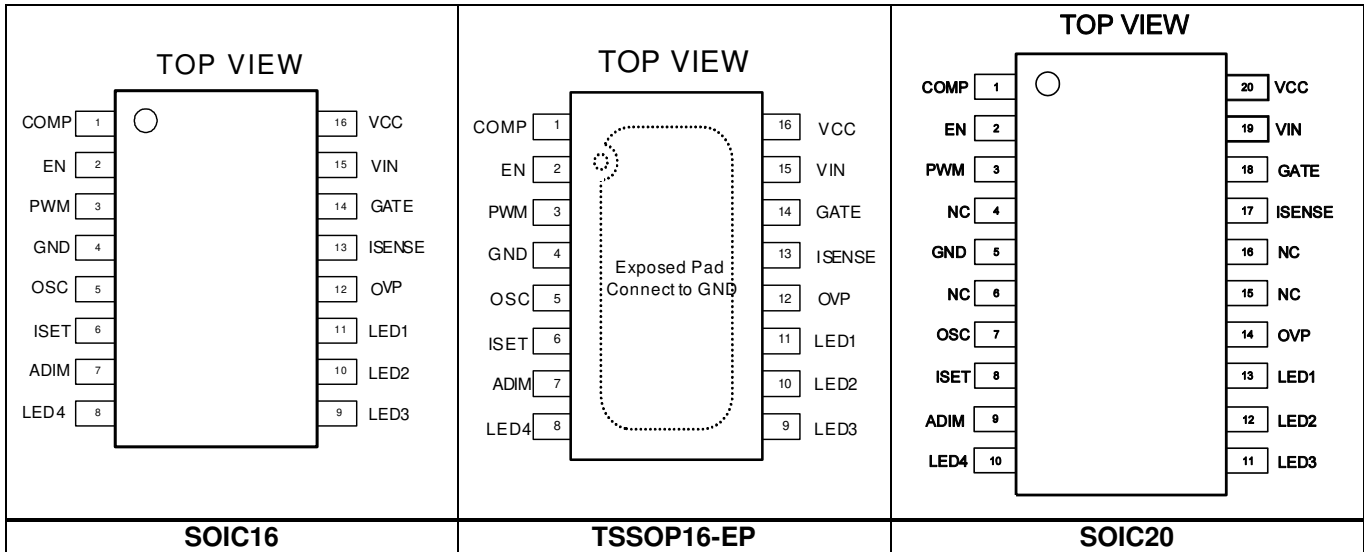 TOP VIEW
COMP 1
EN 2
PWM 3
GND 4
OSC 5
ISET 6
ADIM 7
LED4 8
16 VCC
15 VIN
14 GATE
13 ISENSE
12 OVP
11 LED1
10 LED2
9 LED3
SOIC16
TOP VIEW
COMP 1
EN 2
PWM 3
GND 4
OSC 5
ISET 6
ADIM 7
LED4 8
Exposed Pad
Connect to GND
16 VCC
15 VIN
14 GATE
13 ISENSE
12 OVP
11 LED1
10 LED2
9 LED3
TSSOP16-EP
TOP VIEW
COMP 1
EN 2
PWM 3
NC 4
GND 5
NC 6
OSC 7
ISET 8
ADIM 9
LED4 10
20 VCC
19 VIN
18 GATE
17 ISENSE
16 NC
15 NC
14 OVP
13 LED1
12 LED2
11 LED3
SOIC20